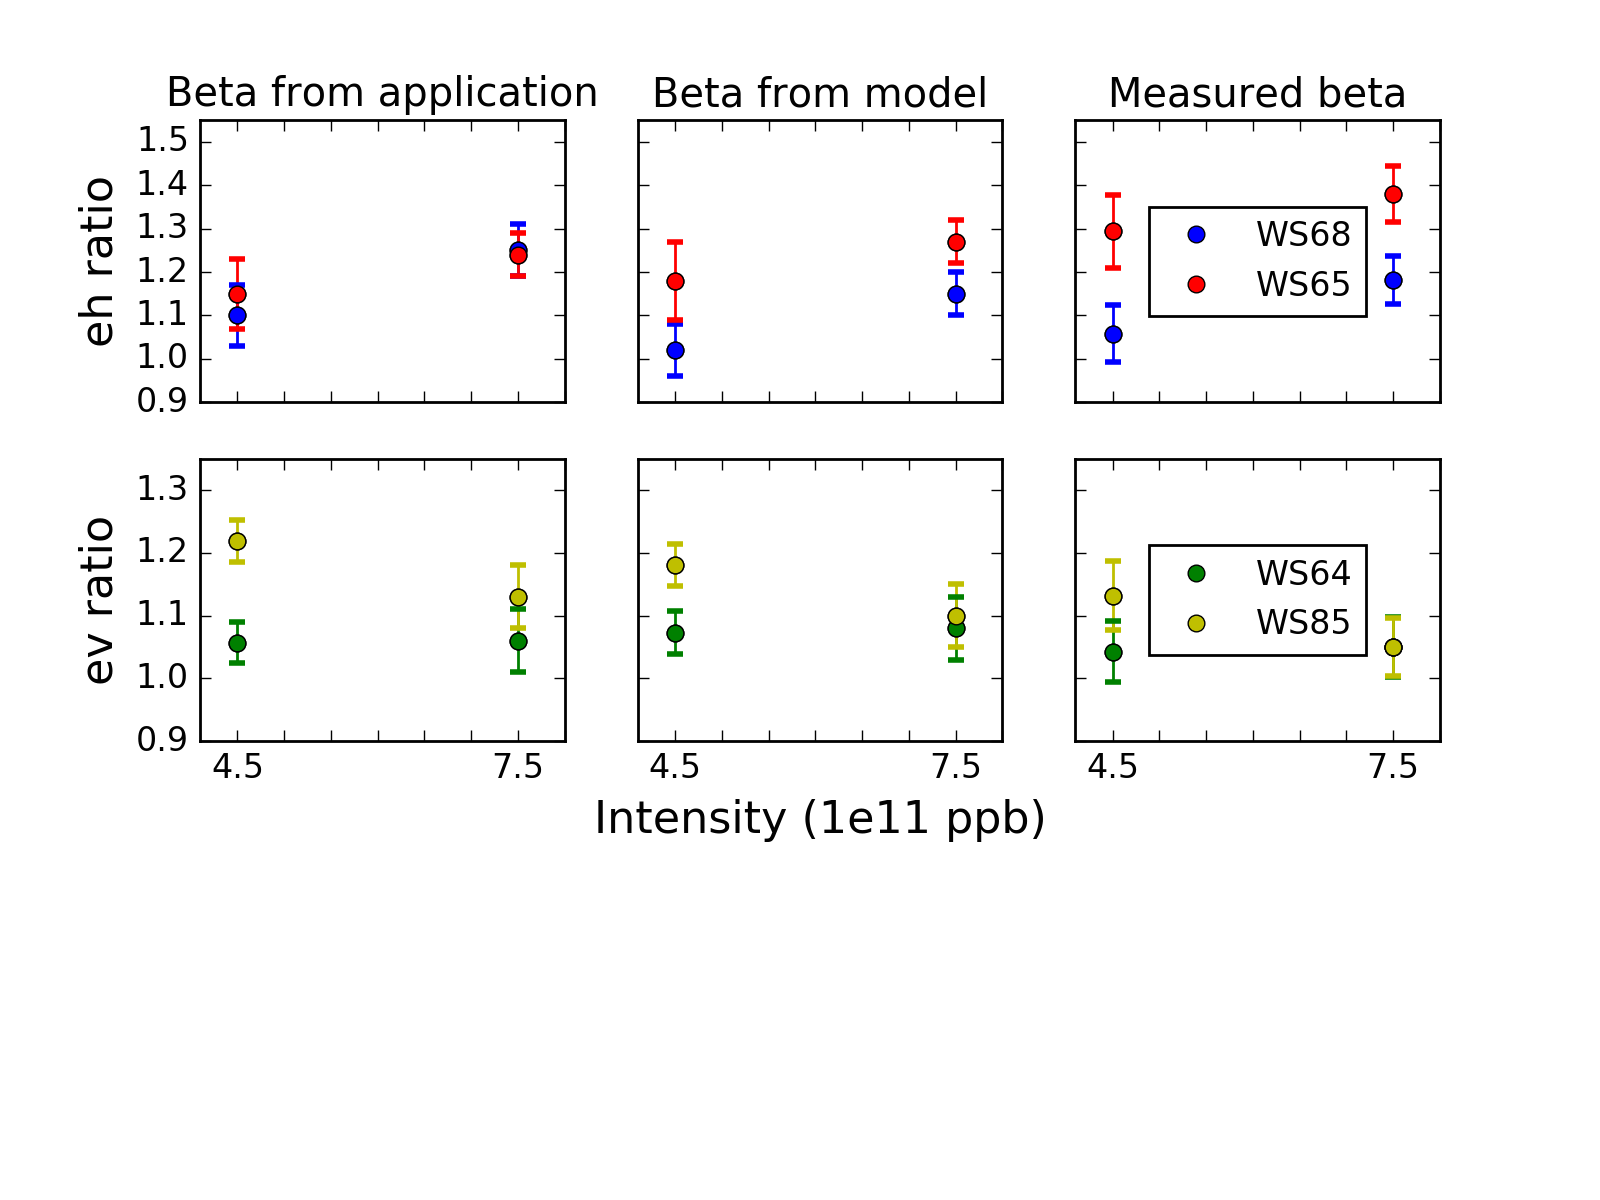 Beta from application
Beta from model
Measured beta
eh ratio
1.5
1.4
1.3
1.2
1.1
1.0
0.9
WS68
WS65
ev ratio
1.3
1.2
1.1
1.0
0.9
WS64
WS85
4.5 7.5
4.5 7.5
4.5 7.5
Intensity (1e11 ppb)